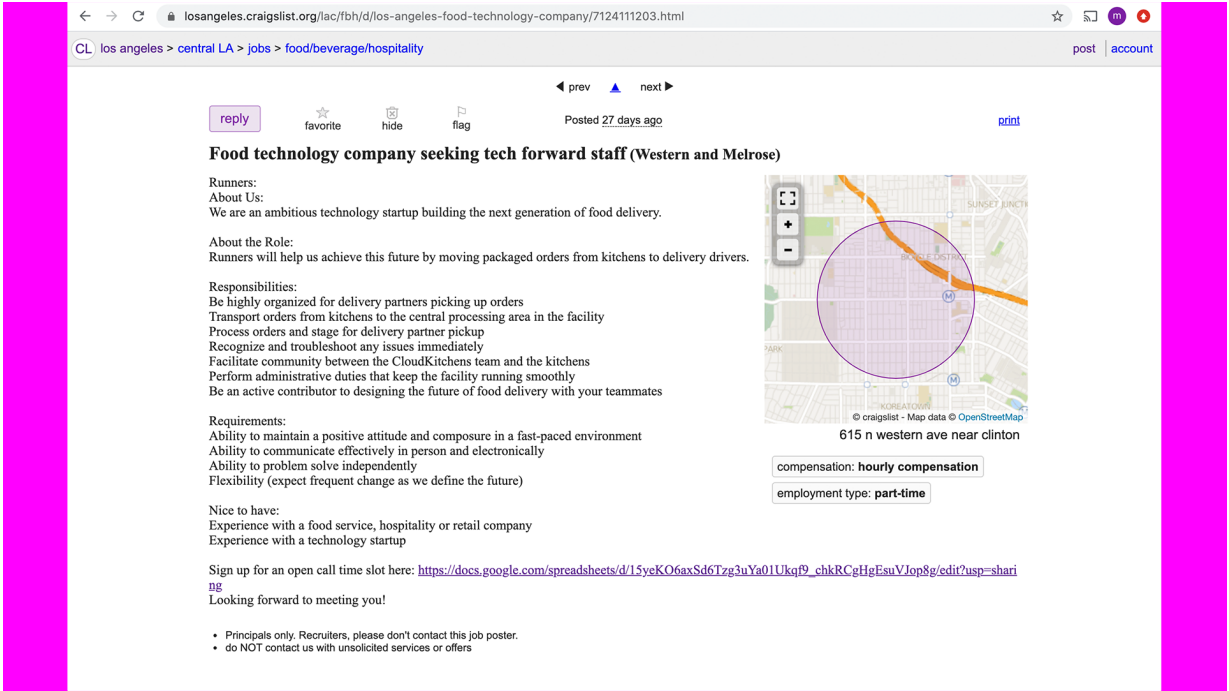 losangeles.craigslist.org/lac/fbh/d/los-angeles-food-technology-company/7124111203.html
m
CL los angeles > central LA > jobs > food/beverage/hospitality
post account
prev next
reply favorite hide flag Posted 27 days ago print
Food technology company seeking tech forward staff (Western and Melrose)
Runners:
About Us:
We are an ambitious technology startup building the next generation of food delivery.
About the Role:
Runners will help us achieve this future by moving packaged orders from kitchens to delivery drivers.
Responsibilities:
Be highly organized for delivery partners picking up orders
Transport orders from kitchens to the central processing area in the facility
Process orders and stage for delivery partner pickup
Recognize and troubleshoot any issues immediately
Facilitate community between the CloudKitchens team and the kitchens
Perform administrative duties that keep the facility running smoothly
Be an active contributor to designing the future of food delivery with your teammates
Requirements:
Ability to maintain a positive attitude and composure in a fast-paced environment
Ability to communicate effectively in person and electronically
Ability to problem solve independently
Flexibility (expect frequent change as we define the future)
Nice to have:
Experience with a food service, hospitality or retail company
Experience with a technology startup
Sign up for an open call time slot here: https://docs.google.com/spreadsheets/d/15yeKO6axSd6Tzg3uYa01Ukqf9_chkRCgHgEsuVJop8g/edit?usp=shari
ng
Looking forward to meeting you!
• Principals only. Recruiters, please don't contact this job poster.
• do NOT contact us with unsolicited services or offers
+
-
SUNSET JUNCT
DISTRICT
M
M
PARK
KOREATOWN
© craigslist - Map data © OpenStreetMap
615 n western ave near clinton
compensation: hourly compensation
employment type: part-time